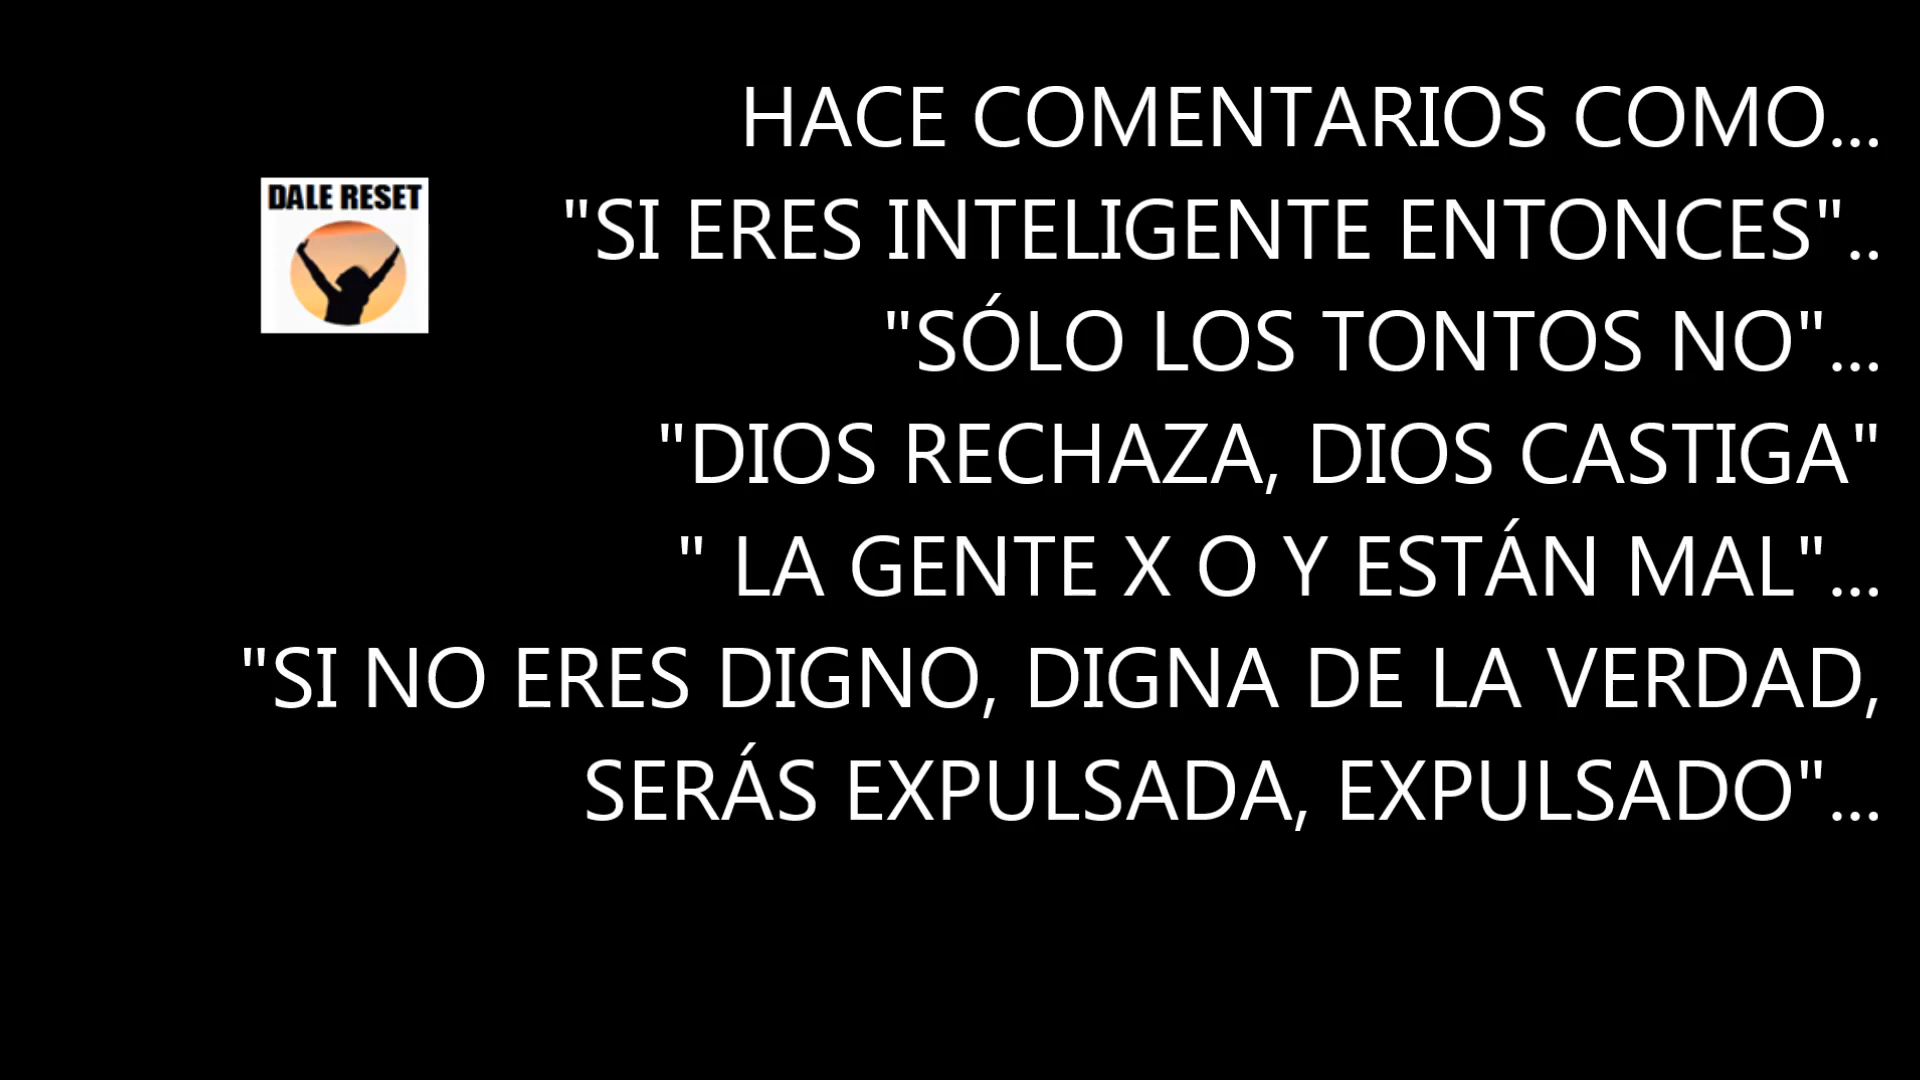 HACE COMENTARIOS COMO...
DALE RESET
"SI ERES INTELIGENTE ENTONCES"..
"SÓLO LOS TONTOS NO"...
"DIOS RECHAZA, DIOS CASTIGA"
" LA GENTE X O Y ESTÁN MAL"...
"SI NO ERES DIGNO, DIGNA DE LA VERDAD,
SERÁS EXPULSADA, EXPULSADO"...